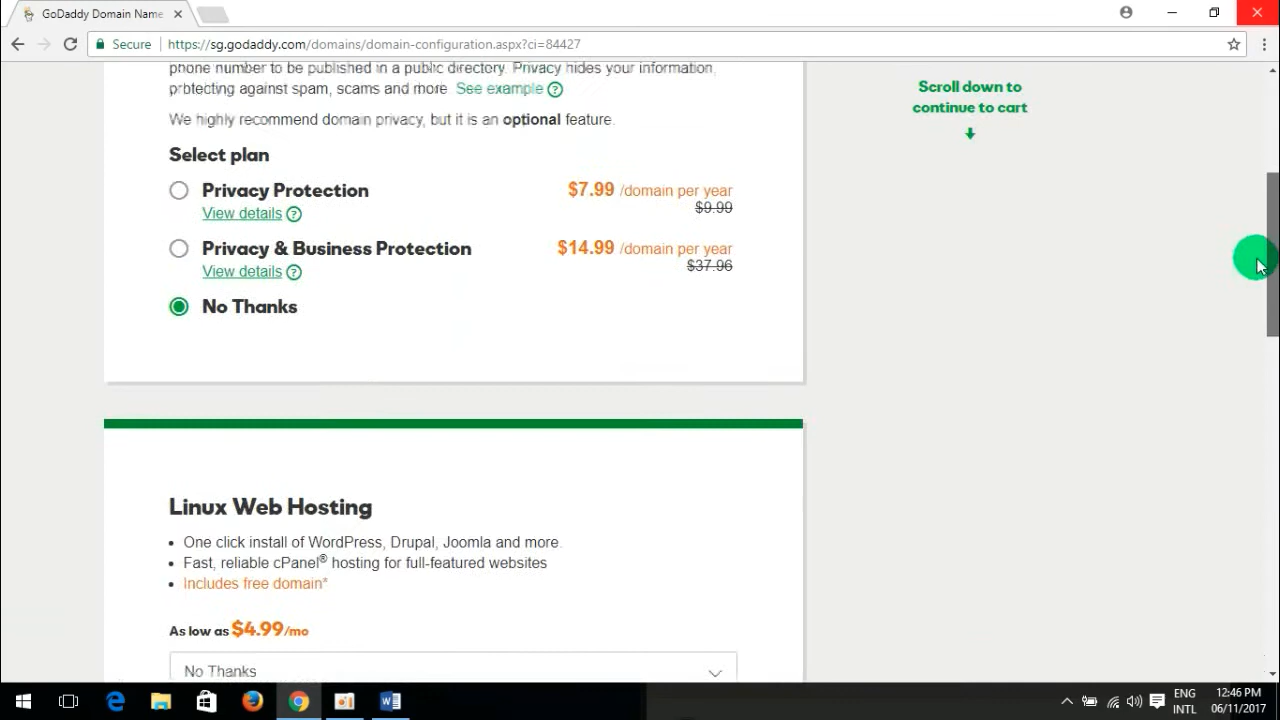 GoDaddy Domain Name
Secure
https://sg.godaddy.com/domains/domain-configuration.aspx?ci=84427
phone number to be published in a public directory. Privacy hides your information,
protecting against spam, scams and more. See example ?
We highly recommend domain privacy, but it is an optional feature.
Scroll down to
continue to cart
Select plan
Privacy Protection $7.99 /domain per year
View details ? $9.99
Privacy & Business Protection $14.99 /domain per year
View details ? $37.96
No Thanks
Linux Web Hosting
• One click install of WordPress, Drupal, Joomla and more.
• Fast, reliable cPanel® hosting for full-featured websites
• Includes free domain*
As low as $4.99/mo
No Thanks
ENG
INTL
12:46 PM
06/11/2017